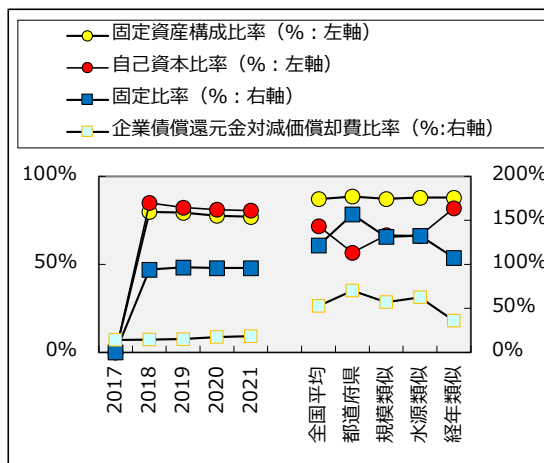 固定資産構成比率（%：左軸）
自己資本比率（%：左軸）
固定比率（%：右軸）
企業債償還元金対減価償却費比率（%:右軸）
100%
200%
150%
50%
100%
50%
0%
0%
2017
2018
2019
2020
2021
全国平均
都道府県
規模類似
水源類似
経年類似